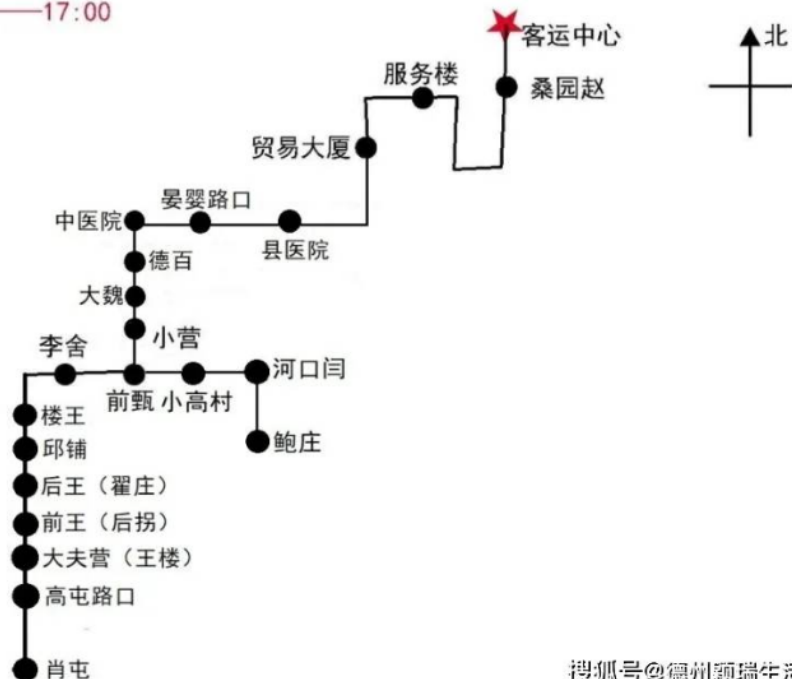 17:00
客运中心
北
服务楼
桑园赵
贸易大厦
晏婴路口
中医院
县医院
德百
大魏
小营
李舍
河口闫
前甄
小高村
楼王
鲍庄
邱铺
后王（翟庄）
前王（后拐）
大夫营（王楼）
高屯路口
肖屯
搜狐号@德州颖瑞生